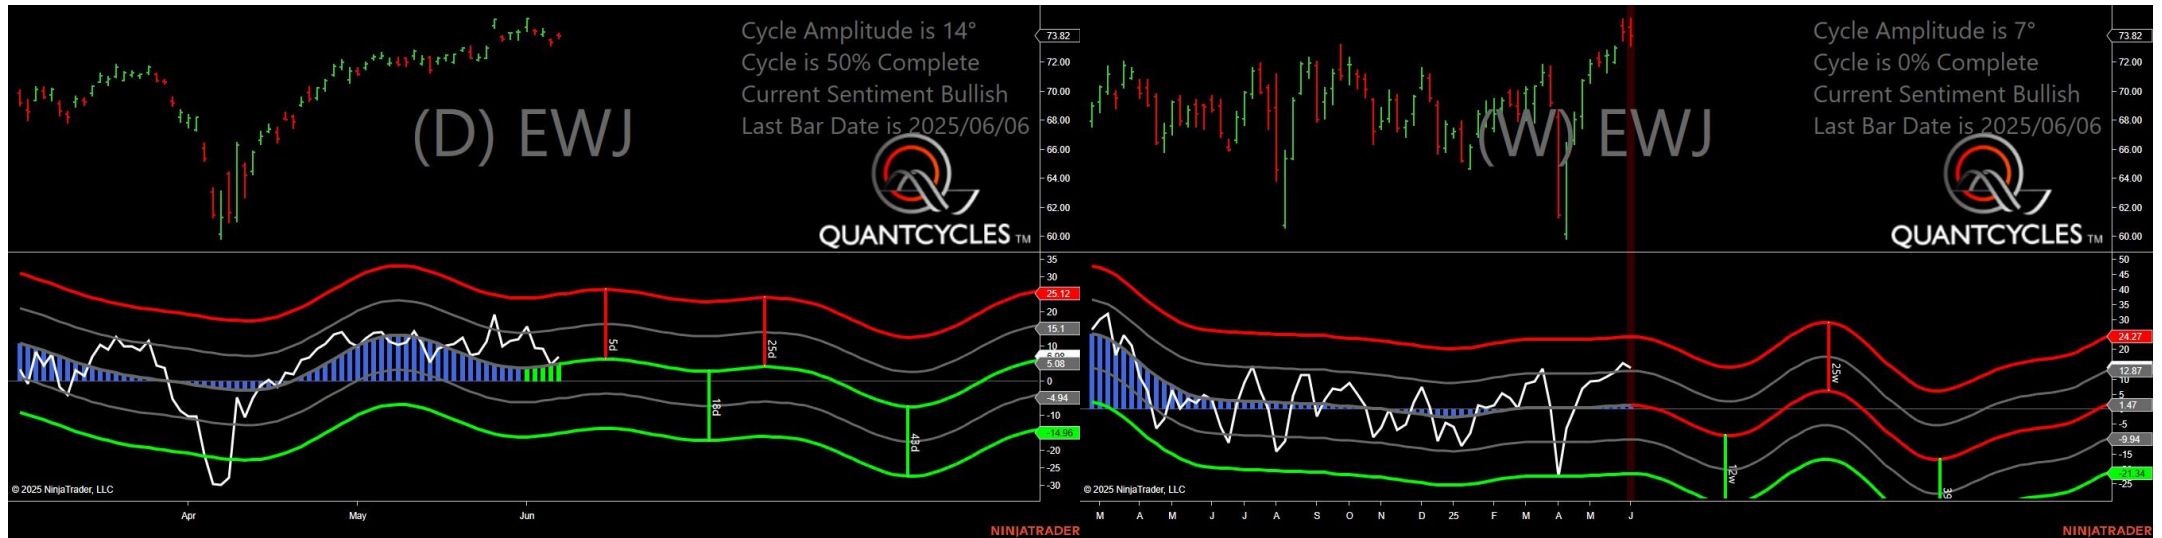 Cycle Amplitude is 14°
Cycle is 50% Complete
Current Sentiment Bullish
Last Bar Date is 2025/06/06
(D) EWJ
QUANTCYCLES TM
73.82
72.00
70.00
68.00
66.00
64.00
62.00
60.00
35
30
25.12
20
15.1
10
5.08
0
-4.94
-10
-14.96
-20
-25
-30
5d
18d
25d
43d
© 2025 NinjaTrader, LLC
Apr
May
Jun
NINJATRADER
Cycle Amplitude is 7°
Cycle is 0% Complete
Current Sentiment Bullish
Last Bar Date is 2025/06/06
(W) EWJ
QUANTCYCLES TM
73.82
72.00
70.00
68.00
66.00
64.00
62.00
60.00
50
45
40
35
30
24.27
20
12.87
10
5
1.47
-5
-9.94
-15
-21.34
-25
12w
25w
39
© 2025 NinjaTrader, LLC
M
A
M
J
J
A
S
O
N
D
25
F
M
A
M
J
NINJATRADER